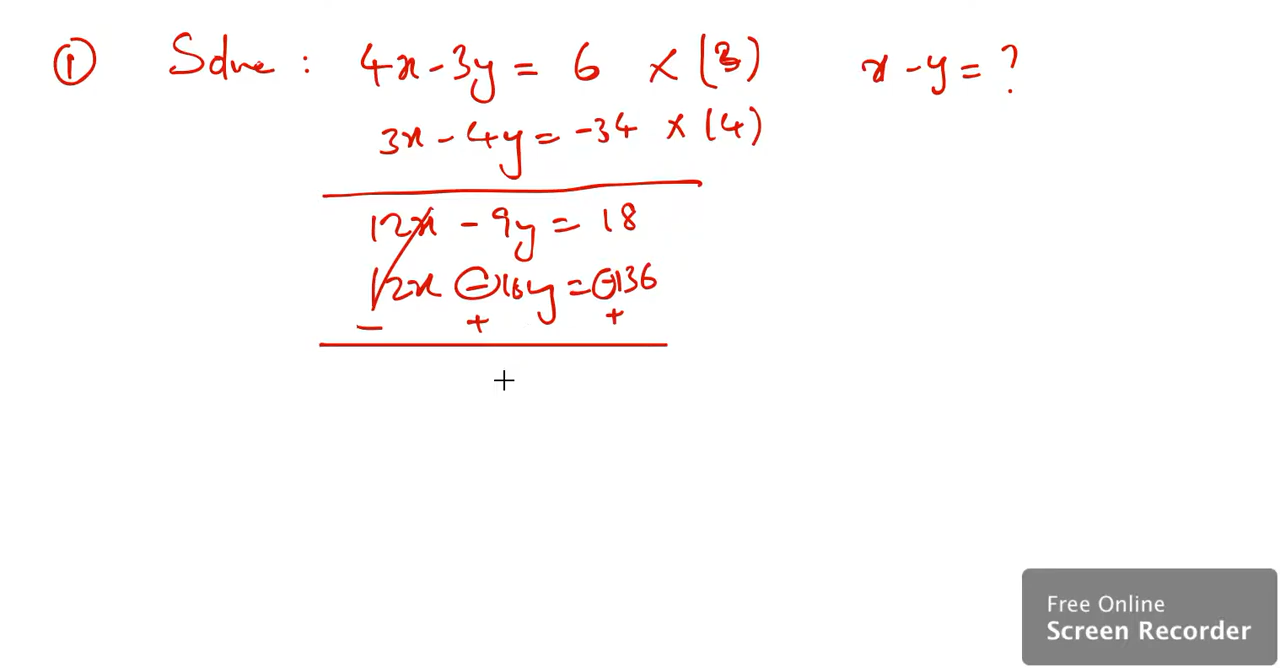 ① Solve : 4x - 3y = 6 × (3) x - y = ?
3x - 4y = -34 × (4)
12x - 9y = 18
12x - 16y = -136
- + +
Free Online
Screen Recorder